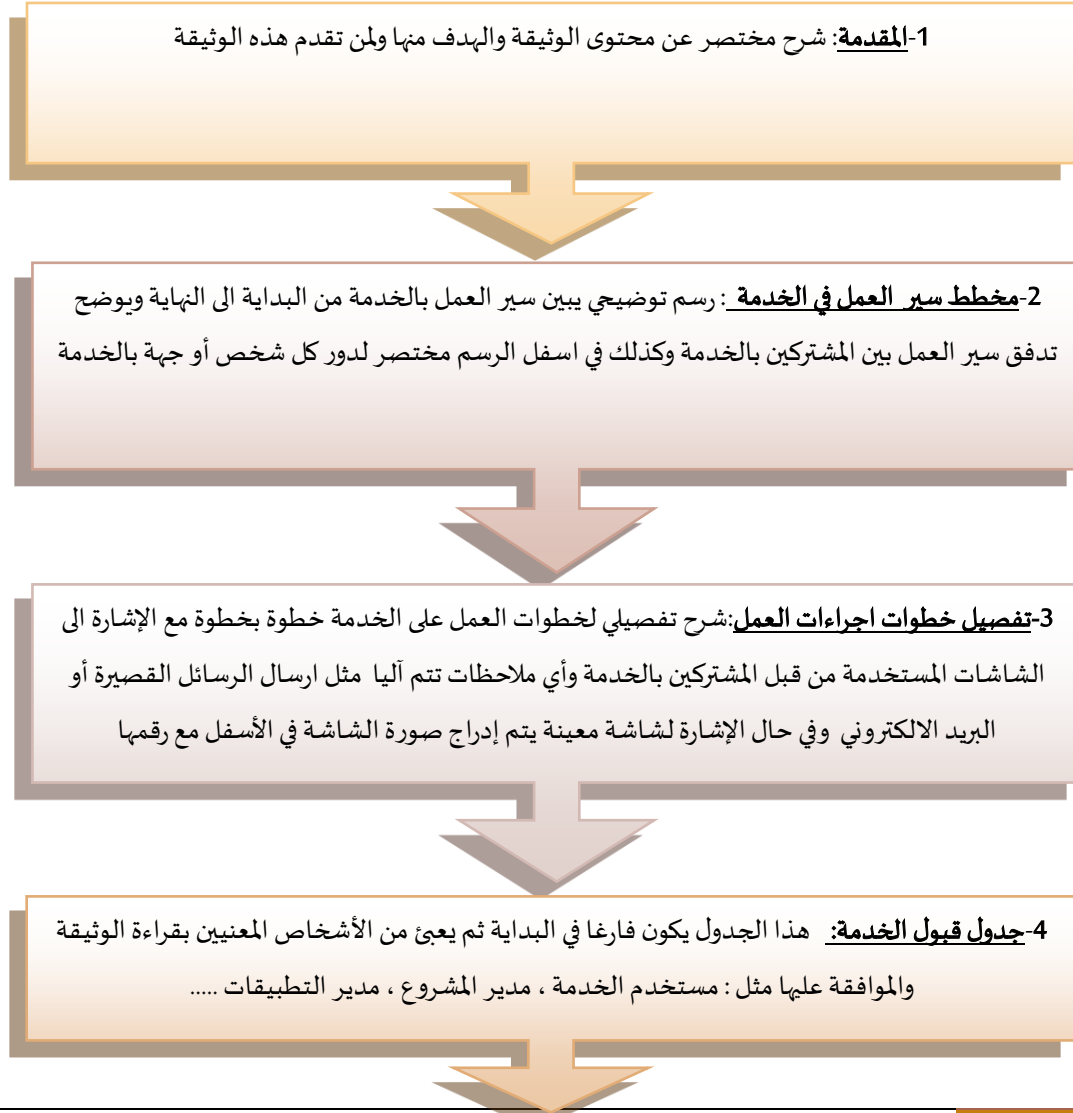 1-المقدمة: شرح مختصر عن محتوى الوثيقة والهدف منها ولمن تقدم هذه الوثيقة
2-مخطط سير العمل في الخدمة : رسم توضيحي يبين سير العمل بالخدمة من البداية الى النهاية ويوضح
تدفق سير العمل بين المشتركين بالخدمة وكذلك في اسفل الرسم مختصر لدور كل شخص أو جهة بالخدمة
3-تفصيل خطوات اجراءات العمل:شرح تفصيلي لخطوات العمل على الخدمة خطوة بخطوة مع الإشارة الى
الشاشات المستخدمة من قبل المشتركين بالخدمة وأي ملاحظات تتم آليا مثل ارسال الرسائل القصيرة أو
البريد الالكتروني وفي حال الإشارة لشاشة معينة يتم إدراج صورة الشاشة في الأسفل مع رقمها
4-جدول قبول الخدمة: هذا الجدول يكون فارغا في البداية ثم يعبئ من الأشخاص المعنيين بقراءة الوثيقة
والموافقة عليها مثل : مستخدم الخدمة ، مدير المشروع ، مدير التطبيقات .....